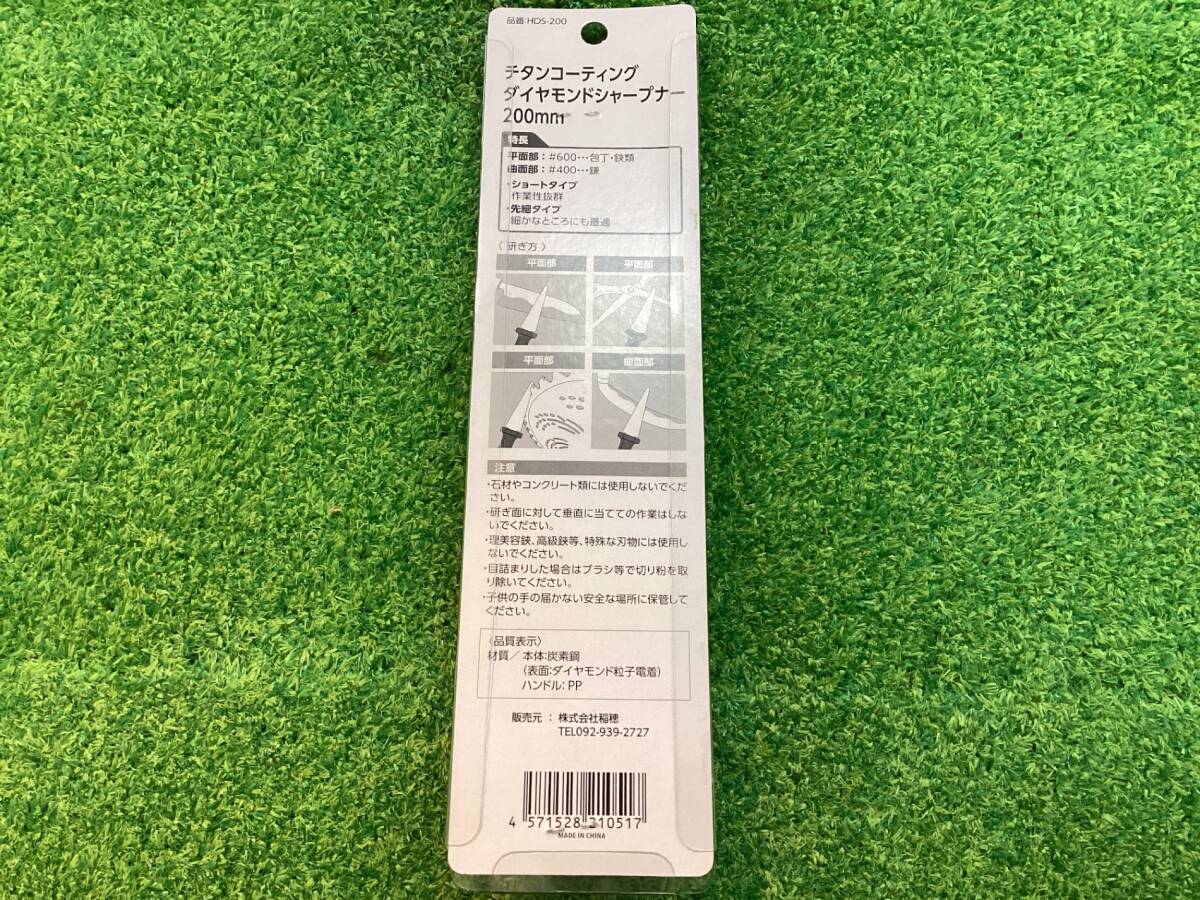 品番:HDS-200
チタンコーティング
ダイヤモンドシャープナー
200mm
特長
平面部：#600…包丁・鋏類
曲面部：#400…鎌
・ショートタイプ
作業性抜群
・先細タイプ
細かなところにも最適
〈 研ぎ方 〉
平面部
平面部
平面部
曲面部
注意
・石材やコンクリート類には使用しないでくだ
さい。
・研ぎ面に対して垂直に当てての作業はしな
いでください。
・理美容鋏、高級鋏等、特殊な刃物には使用し
ないでください。
・目詰まりした場合はブラシ等で切り粉を取
り除いてください。
・子供の手の届かない安全な場所に保管して
ください。
〈品質表示〉
材質／本体:炭素鋼
（表面:ダイヤモンド粒子電着）
ハンドル：PP
販売元 ： 株式会社稲穂
TEL092-939-2727
4 571528 210517
MADE IN CHINA